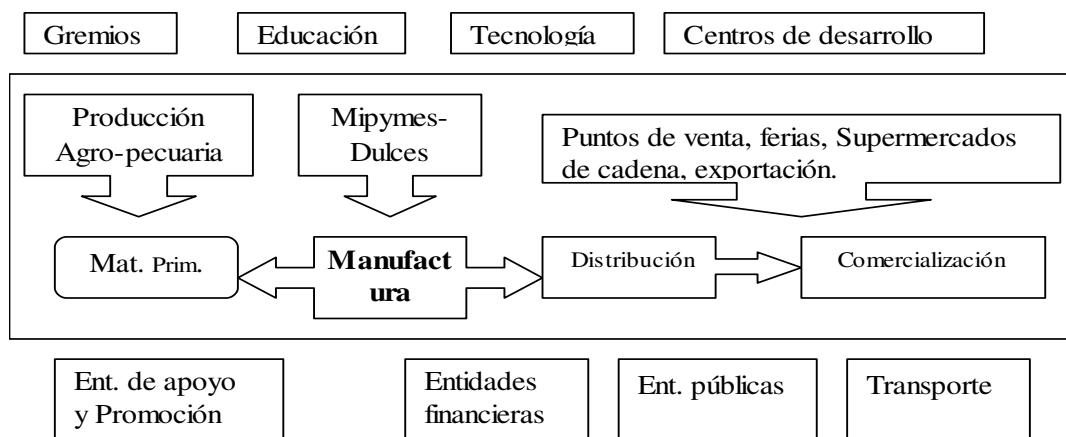 Gremios
Educación
Tecnología
Centros de desarrollo
Producción
Agro-pecuaria
Mipymes-
Dulces
Puntos de venta, ferias, Supermercados
de cadena, exportación.
Mat. Prim.
Manufact
ura
Distribución
Comercialización
Ent. de apoyo
y Promoción
Entidades
financieras
Ent. públicas
Transporte